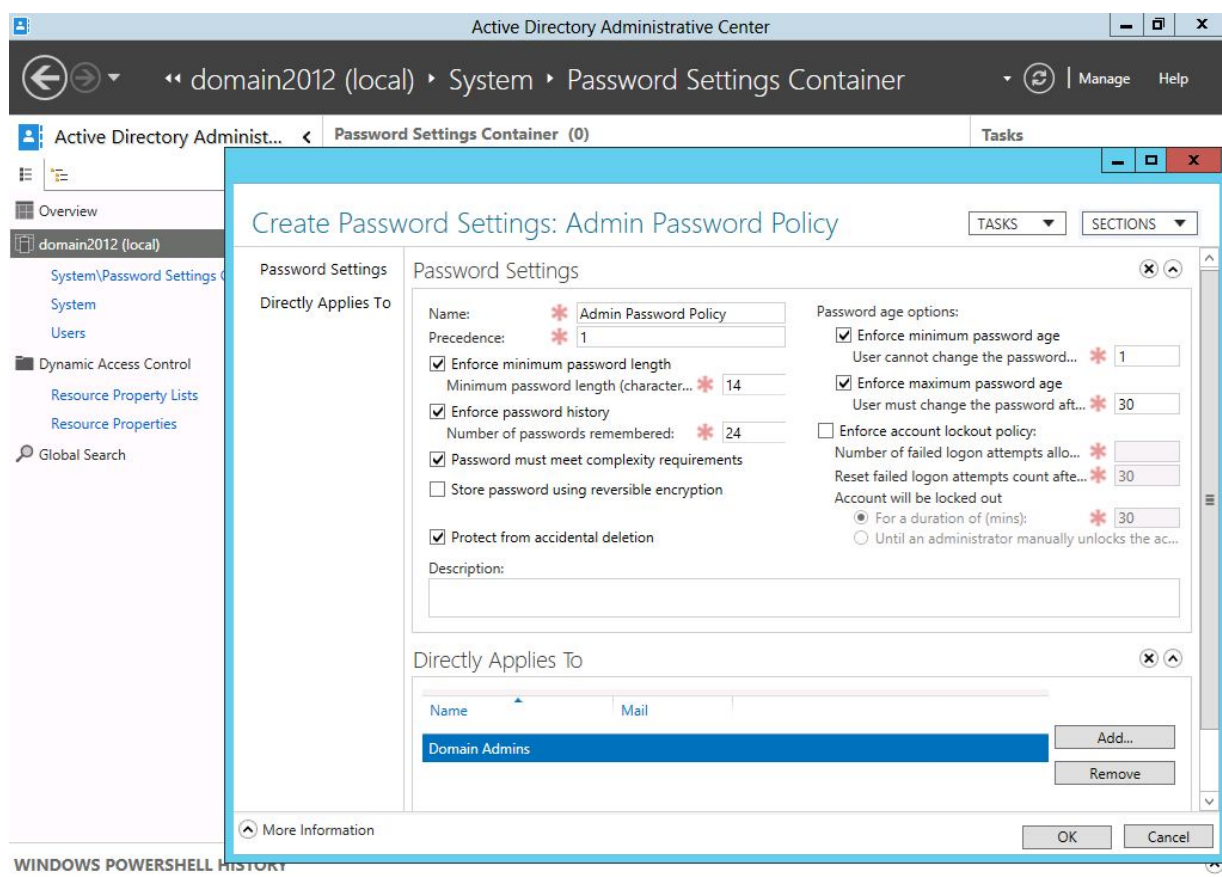 Active Directory Administrative Center
domain2012 (local) System Password Settings Container Manage Help
Active Directory Administ...
Password Settings Container (0)
Tasks
Overview
domain2012 (local)
System\Password Settings
System
Users
Dynamic Access Control
Resource Property Lists
Resource Properties
Global Search
Create Password Settings: Admin Password Policy
TASKS
SECTIONS
Password Settings
Directly Applies To
Password Settings
Name: * Admin Password Policy
Precedence: * 1
Enforce minimum password length
Minimum password length (character... * 14
Enforce password history
Number of passwords remembered: * 24
Password must meet complexity requirements
Store password using reversible encryption
Protect from accidental deletion
Password age options:
Enforce minimum password age
User cannot change the password... * 1
Enforce maximum password age
User must change the password aft... * 30
Enforce account lockout policy:
Number of failed logon attempts allo... *
Reset failed logon attempts count afte... * 30
Account will be locked out
For a duration of (mins): * 30
Until an administrator manually unlocks the ac...
Description:
Directly Applies To
Name Mail
Domain Admins
Add...
Remove
More Information
OK
Cancel
WINDOWS POWERSHELL HISTORY